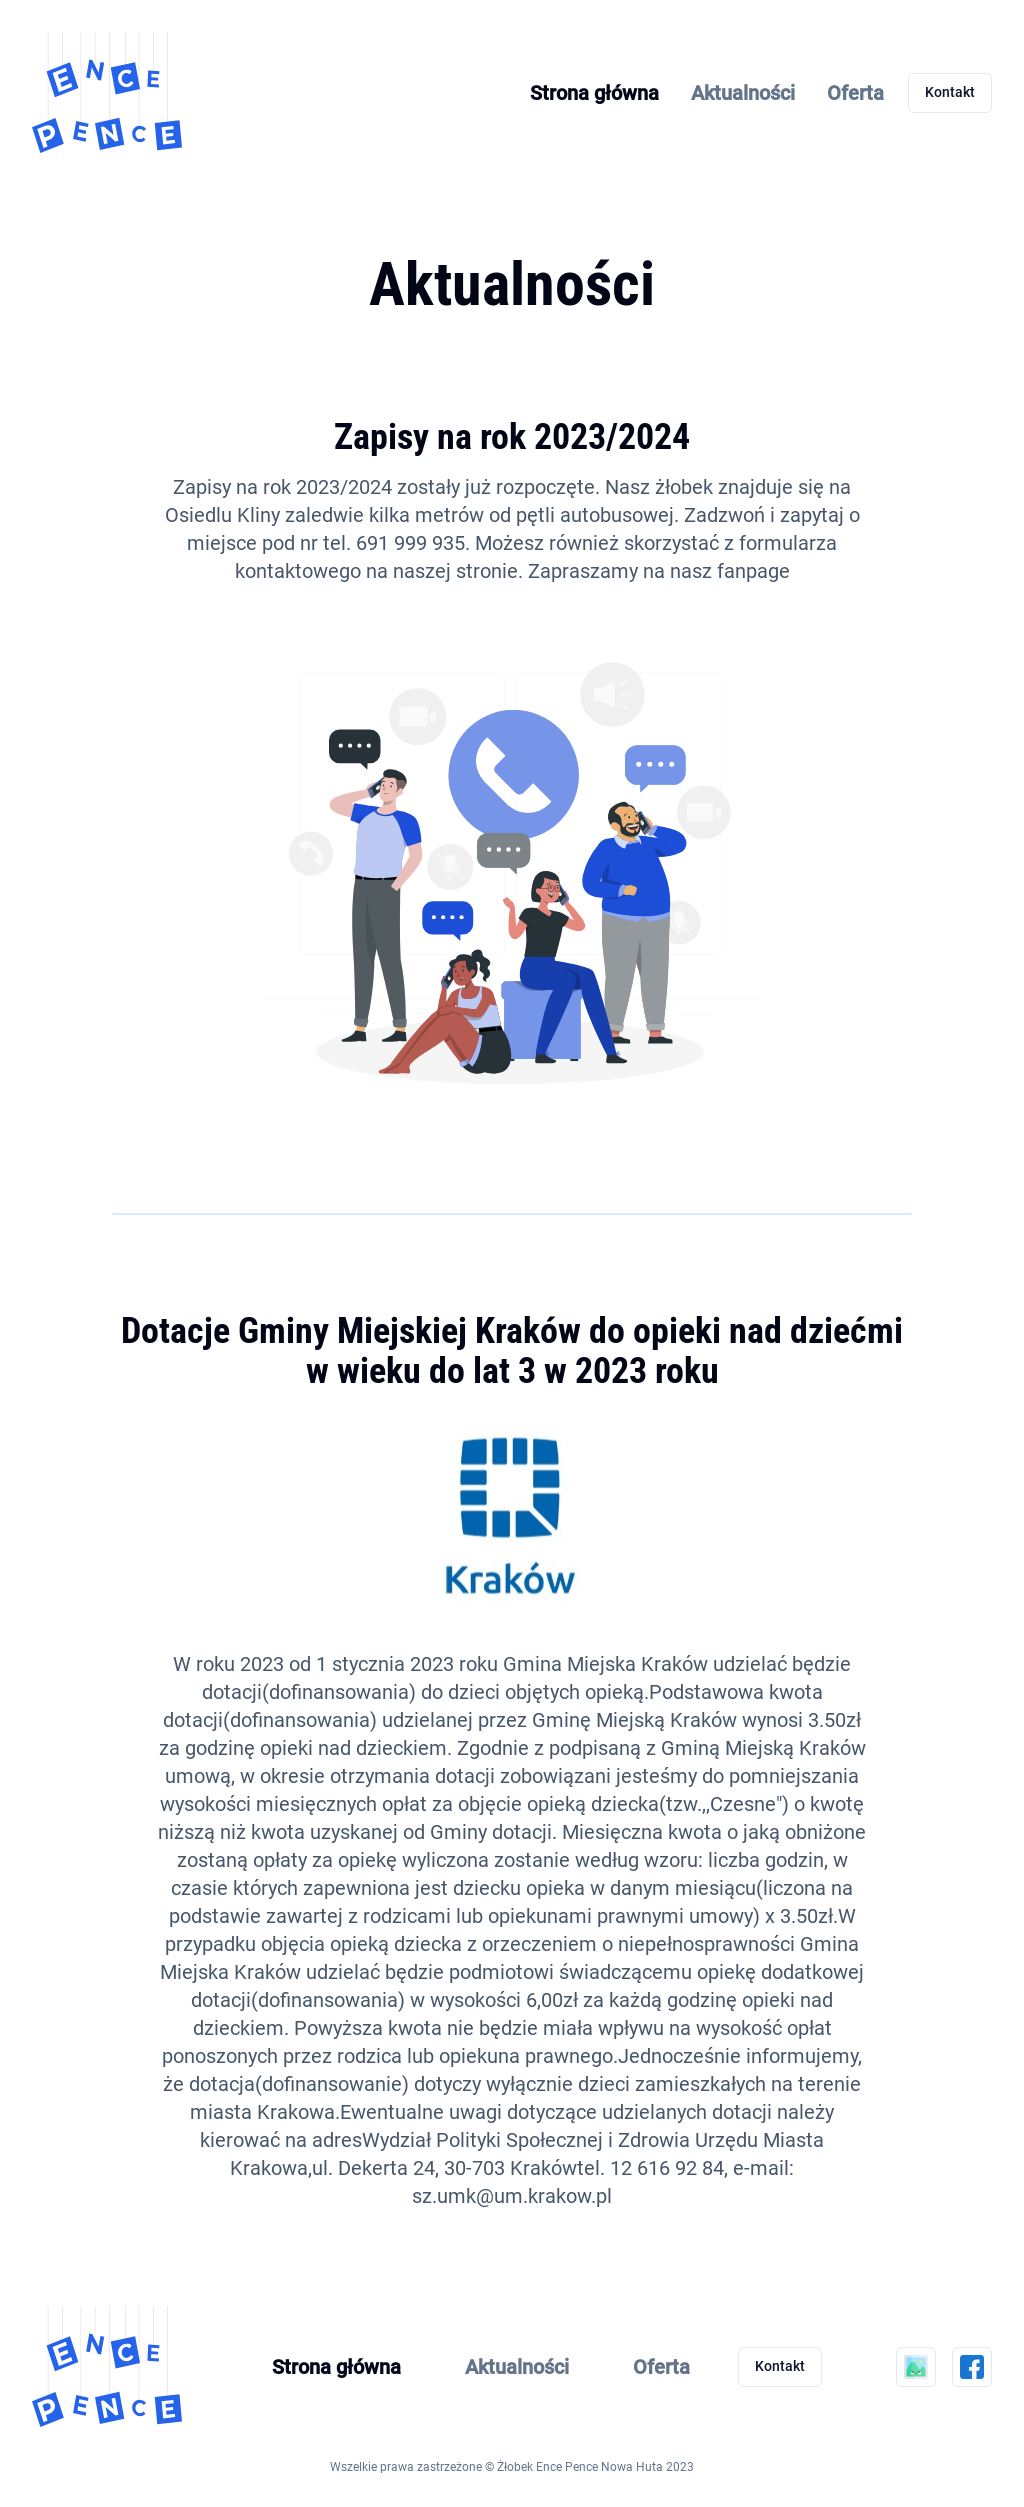 ENCE
PENCE
Strona główna
Aktualności
Oferta
Kontakt
Aktualności
Zapisy na rok 2023/2024
Zapisy na rok 2023/2024 zostały już rozpoczęte. Nasz żłobek znajduje się na
Osiedlu Kliny zaledwie kilka metrów od pętli autobusowej. Zadzwoń i zapytaj o
miejsce pod nr tel. 691 999 935. Możesz również skorzystać z formularza
kontaktowego na naszej stronie. Zapraszamy na nasz fanpage
Dotacje Gminy Miejskiej Kraków do opieki nad dziećmi
w wieku do lat 3 w 2023 roku
Kraków
W roku 2023 od 1 stycznia 2023 roku Gmina Miejska Kraków udzielać będzie
dotacji(dofinansowania) do dzieci objętych opieką.Podstawowa kwota
dotacji(dofinansowania) udzielanej przez Gminę Miejską Kraków wynosi 3.50zł
za godzinę opieki nad dzieckiem. Zgodnie z podpisaną z Gminą Miejską Kraków
umową, w okresie otrzymania dotacji zobowiązani jesteśmy do pomniejszania
wysokości miesięcznych opłat za objęcie opieką dziecka(tzw.,,Czesne") o kwotę
niższą niż kwota uzyskanej od Gminy dotacji. Miesięczna kwota o jaką obniżone
zostaną opłaty za opiekę wyliczona zostanie według wzoru: liczba godzin, w
czasie których zapewniona jest dziecku opieka w danym miesiącu(liczona na
podstawie zawartej z rodzicami lub opiekunami prawnymi umowy) x 3.50zł.W
przypadku objęcia opieką dziecka z orzeczeniem o niepełnosprawności Gmina
Miejska Kraków udzielać będzie podmiotowi świadczącemu opiekę dodatkowej
dotacji(dofinansowania) w wysokości 6,00zł za każdą godzinę opieki nad
dzieckiem. Powyższa kwota nie będzie miała wpływu na wysokość opłat
ponoszonych przez rodzica lub opiekuna prawnego.Jednocześnie informujemy,
że dotacja(dofinansowanie) dotyczy wyłącznie dzieci zamieszkałych na terenie
miasta Krakowa.Ewentualne uwagi dotyczące udzielanych dotacji należy
kierować na adresWydział Polityki Społecznej i Zdrowia Urzędu Miasta
Krakowa,ul. Dekerta 24, 30-703 Krakówtel. 12 616 92 84, e-mail:
sz.umk@um.krakow.pl
ENCE
PENCE
Strona główna
Aktualności
Oferta
Kontakt
Wszelkie prawa zastrzeżone © Żłobek Ence Pence Nowa Huta 2023